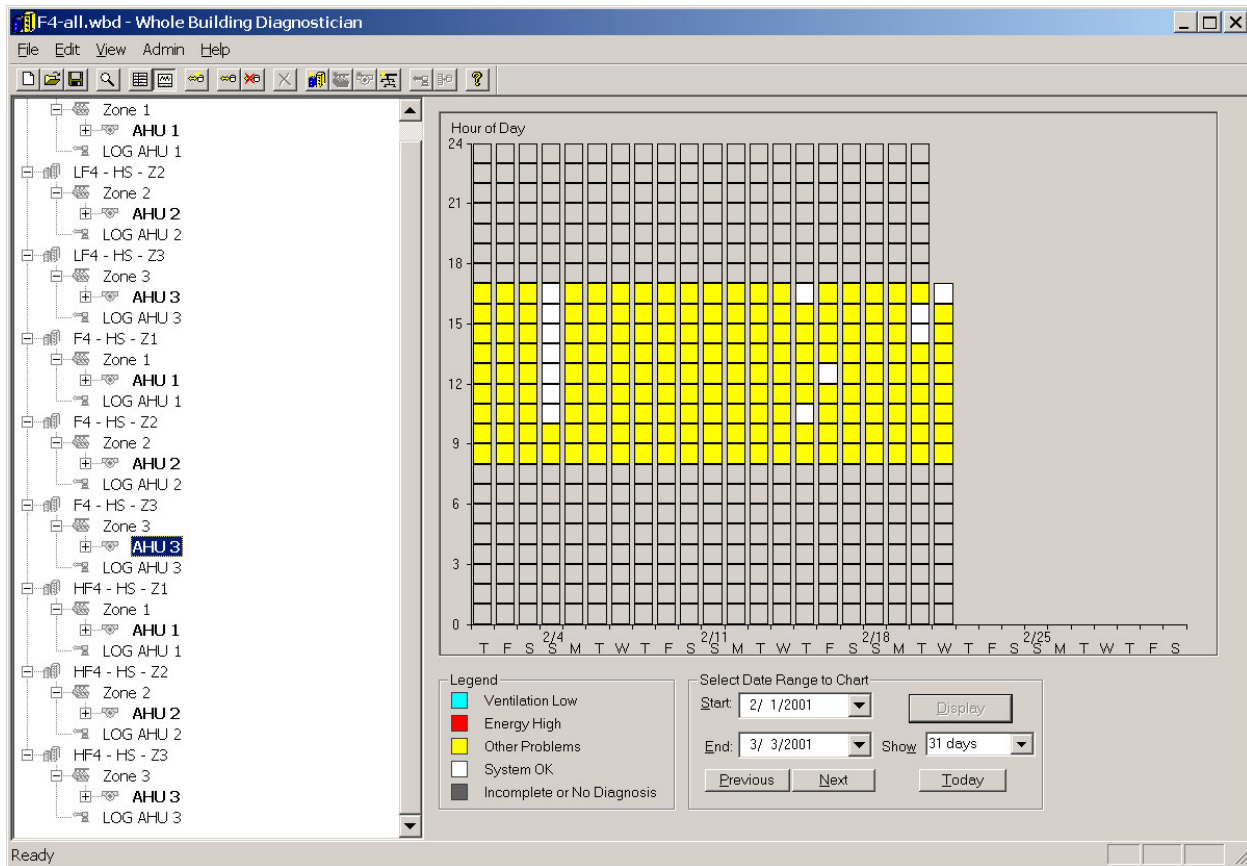 F4-all.wbd - Whole Building Diagnostician
File Edit View Admin Help
Zone 1
AHU 1
LOG AHU 1
LF4 - HS - Z2
Zone 2
AHU 2
LOG AHU 2
LF4 - HS - Z3
Zone 3
AHU 3
LOG AHU 3
F4 - HS - Z1
Zone 1
AHU 1
LOG AHU 1
F4 - HS - Z2
Zone 2
AHU 2
LOG AHU 2
F4 - HS - Z3
Zone 3
AHU 3
LOG AHU 3
HF4 - HS - Z1
Zone 1
AHU 1
LOG AHU 1
HF4 - HS - Z2
Zone 2
AHU 2
LOG AHU 2
HF4 - HS - Z3
Zone 3
AHU 3
LOG AHU 3
Hour of Day
24
21
18
15
12
9
6
3
0
2/4 2/11 2/18 2/25
T F S S M T W T F S S M T W T F S S M T W T F S S M T W T F S
Legend
Ventilation Low
Energy High
Other Problems
System OK
Incomplete or No Diagnosis
Select Date Range to Chart
Start: 2/ 1/2001 Display
End: 3/ 3/2001 Show 31 days
Previous Next Today
Ready